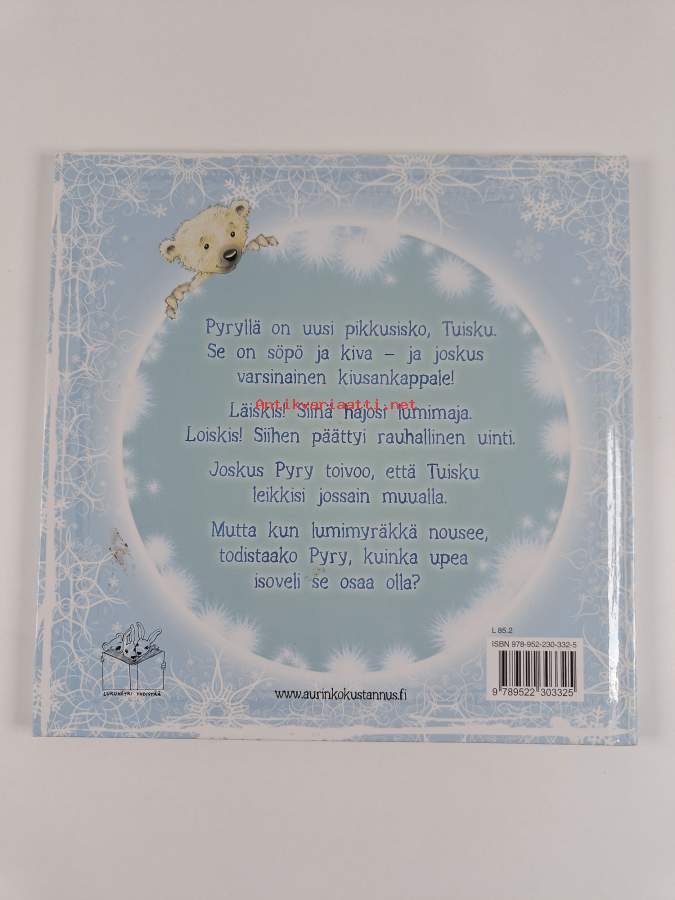 Pyryllä on uusi pikkusisko, Tuisku.
Se on söpö ja kiva – ja joskus
varsinainen kiusankappale!
Antikvariaatti.net
Läiskis! Siinä hajosi lumimaja.
Loiskis! Siihen päättyi rauhallinen uinti.
Joskus Pyry toivoo, että Tuisku
leikkisi jossain muualla.
Mutta kun lumimyräkkä nousee,
todistaako Pyry, kuinka upea
isoveli se osaa olla?
L 85.2
ISBN 978-952-230-332-5
9 789522 303325
LUKUHETKI YHDISTÄÄ
www.aurinkokustannus.fi